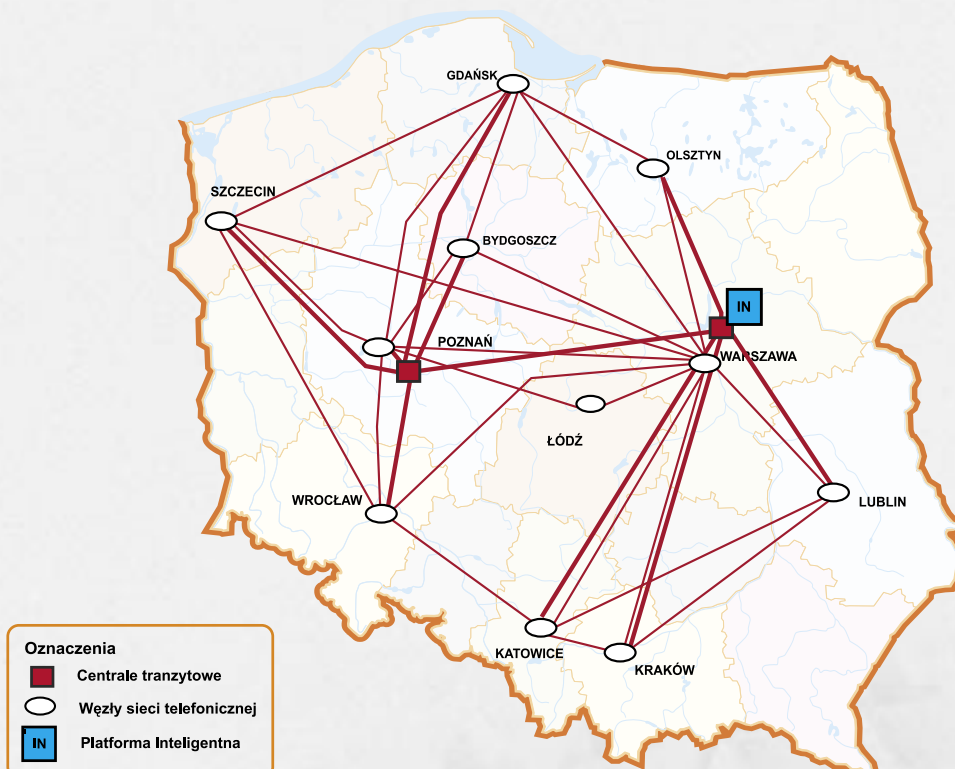 GDAŃSK
OLSZTYN
SZCZECIN
BYDGOSZCZ
IN
POZNAŃ
WARSZAWA
ŁÓDŹ
WROCŁAW
LUBLIN
KATOWICE
KRAKÓW
Oznaczenia
Centrale tranzytowe
Węzły sieci telefonicznej
IN Platforma Inteligentna